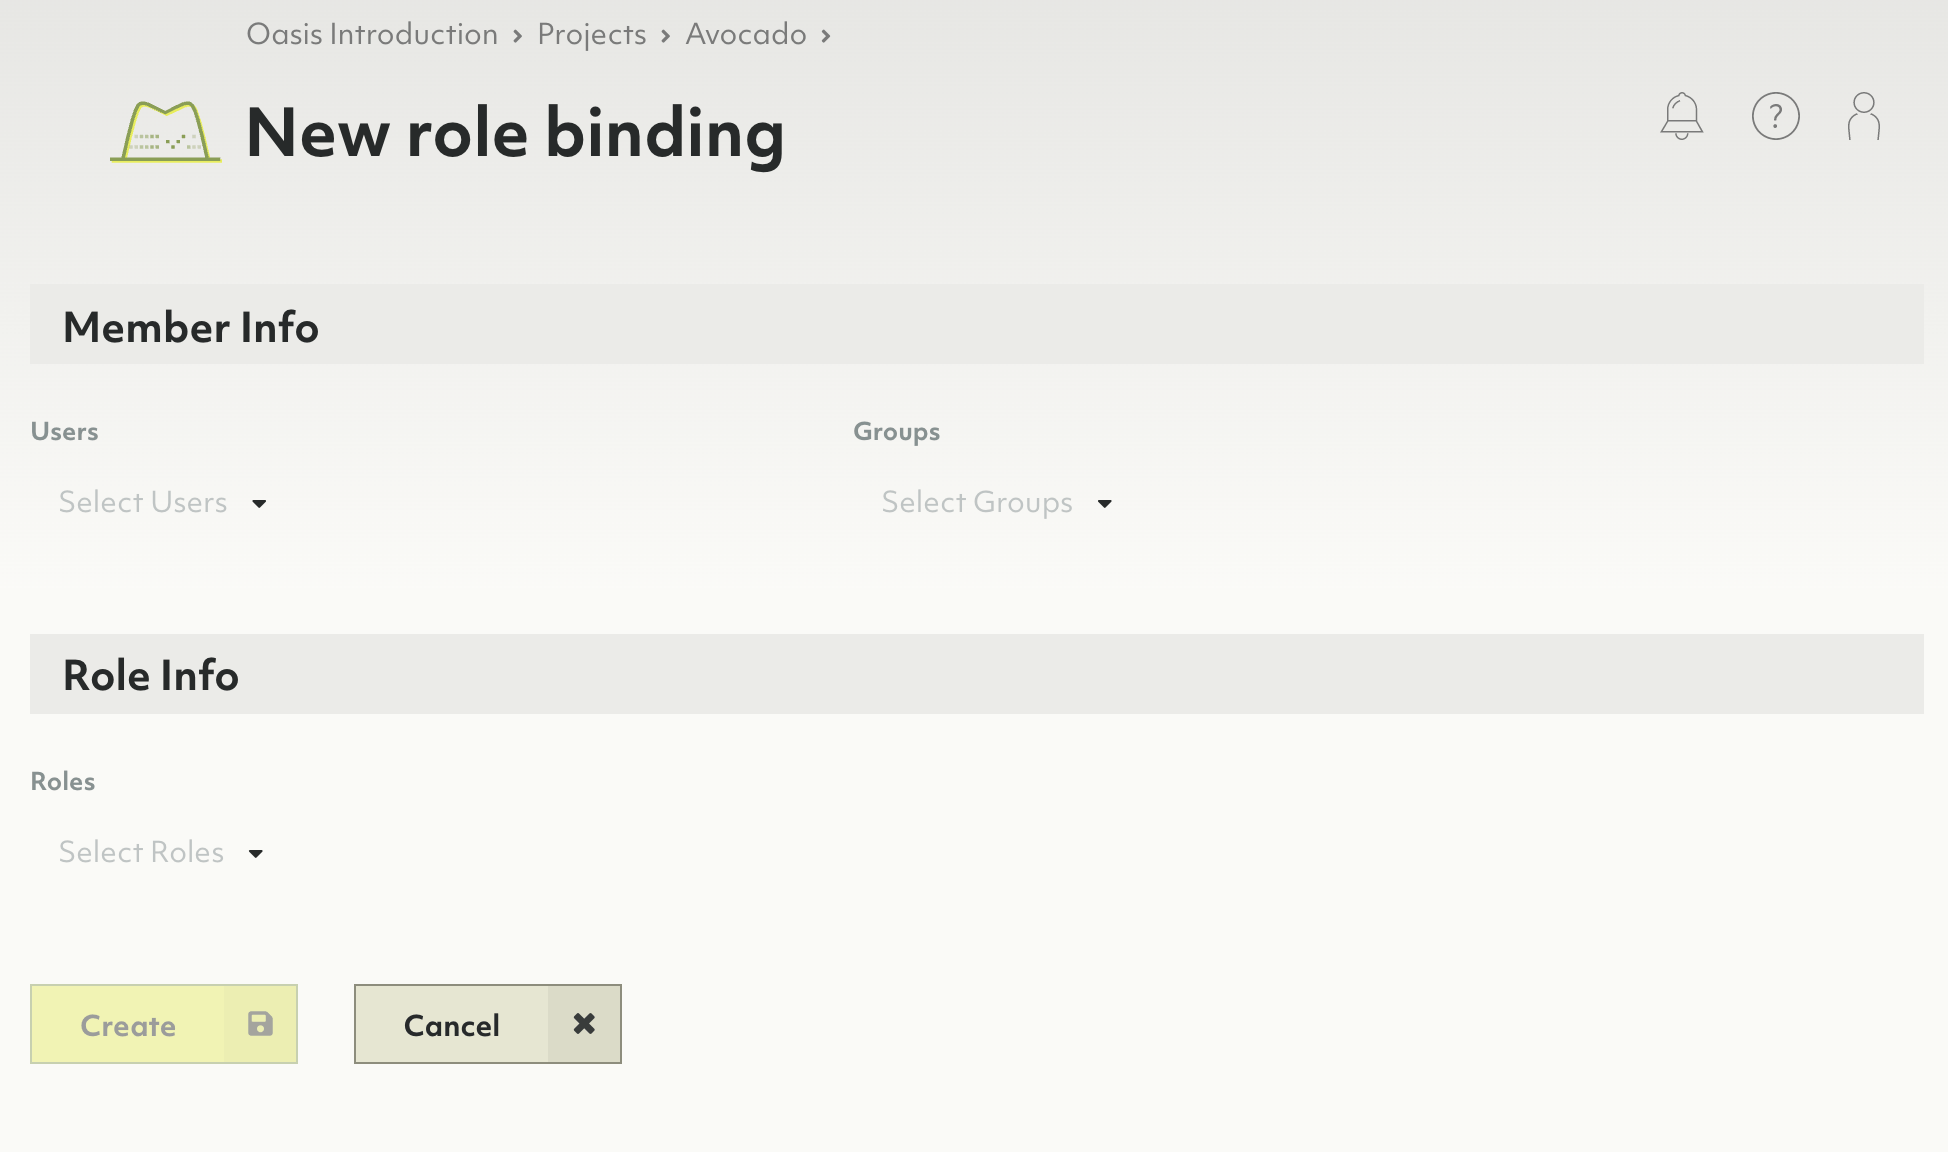 Oasis Introduction > Projects > Avocado >
New role binding
?
Member Info
Users
Groups
Select Users
Select Groups
Role Info
Roles
Select Roles
Create
Cancel